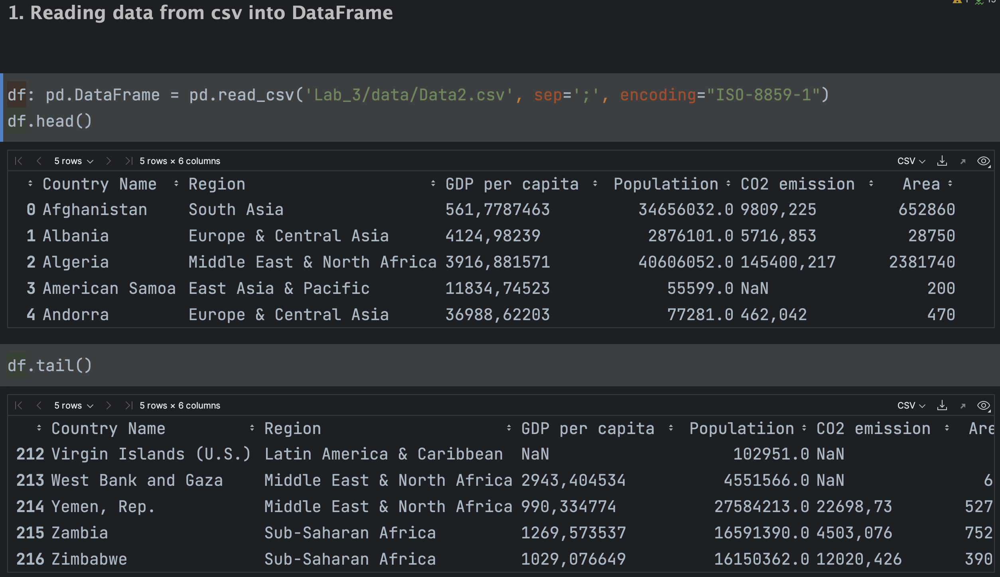 1. Reading data from csv into DataFrame
df: pd.DataFrame = pd.read_csv('Lab_3/data/Data2.csv', sep=';', encoding="ISO-8859-1")
df.head()
5 rows 5 rows × 6 columns CSV
Country Name Region GDP per capita Populatiion CO2 emission Area
0 Afghanistan South Asia 561,7787463 34656032.0 9809,225 652860
1 Albania Europe & Central Asia 4124,98239 2876101.0 5716,853 28750
2 Algeria Middle East & North Africa 3916,881571 40606052.0 145400,217 2381740
3 American Samoa East Asia & Pacific 11834,74523 55599.0 NaN 200
4 Andorra Europe & Central Asia 36988,62203 77281.0 462,042 470
df.tail()
5 rows 5 rows × 6 columns CSV
Country Name Region GDP per capita Populatiion CO2 emission Are
212 Virgin Islands (U.S.) Latin America & Caribbean NaN 102951.0 NaN
213 West Bank and Gaza Middle East & North Africa 2943,404534 4551566.0 NaN 6
214 Yemen, Rep. Middle East & North Africa 990,334774 27584213.0 22698,73 527
215 Zambia Sub-Saharan Africa 1269,573537 16591390.0 4503,076 752
216 Zimbabwe Sub-Saharan Africa 1029,076649 16150362.0 12020,426 390